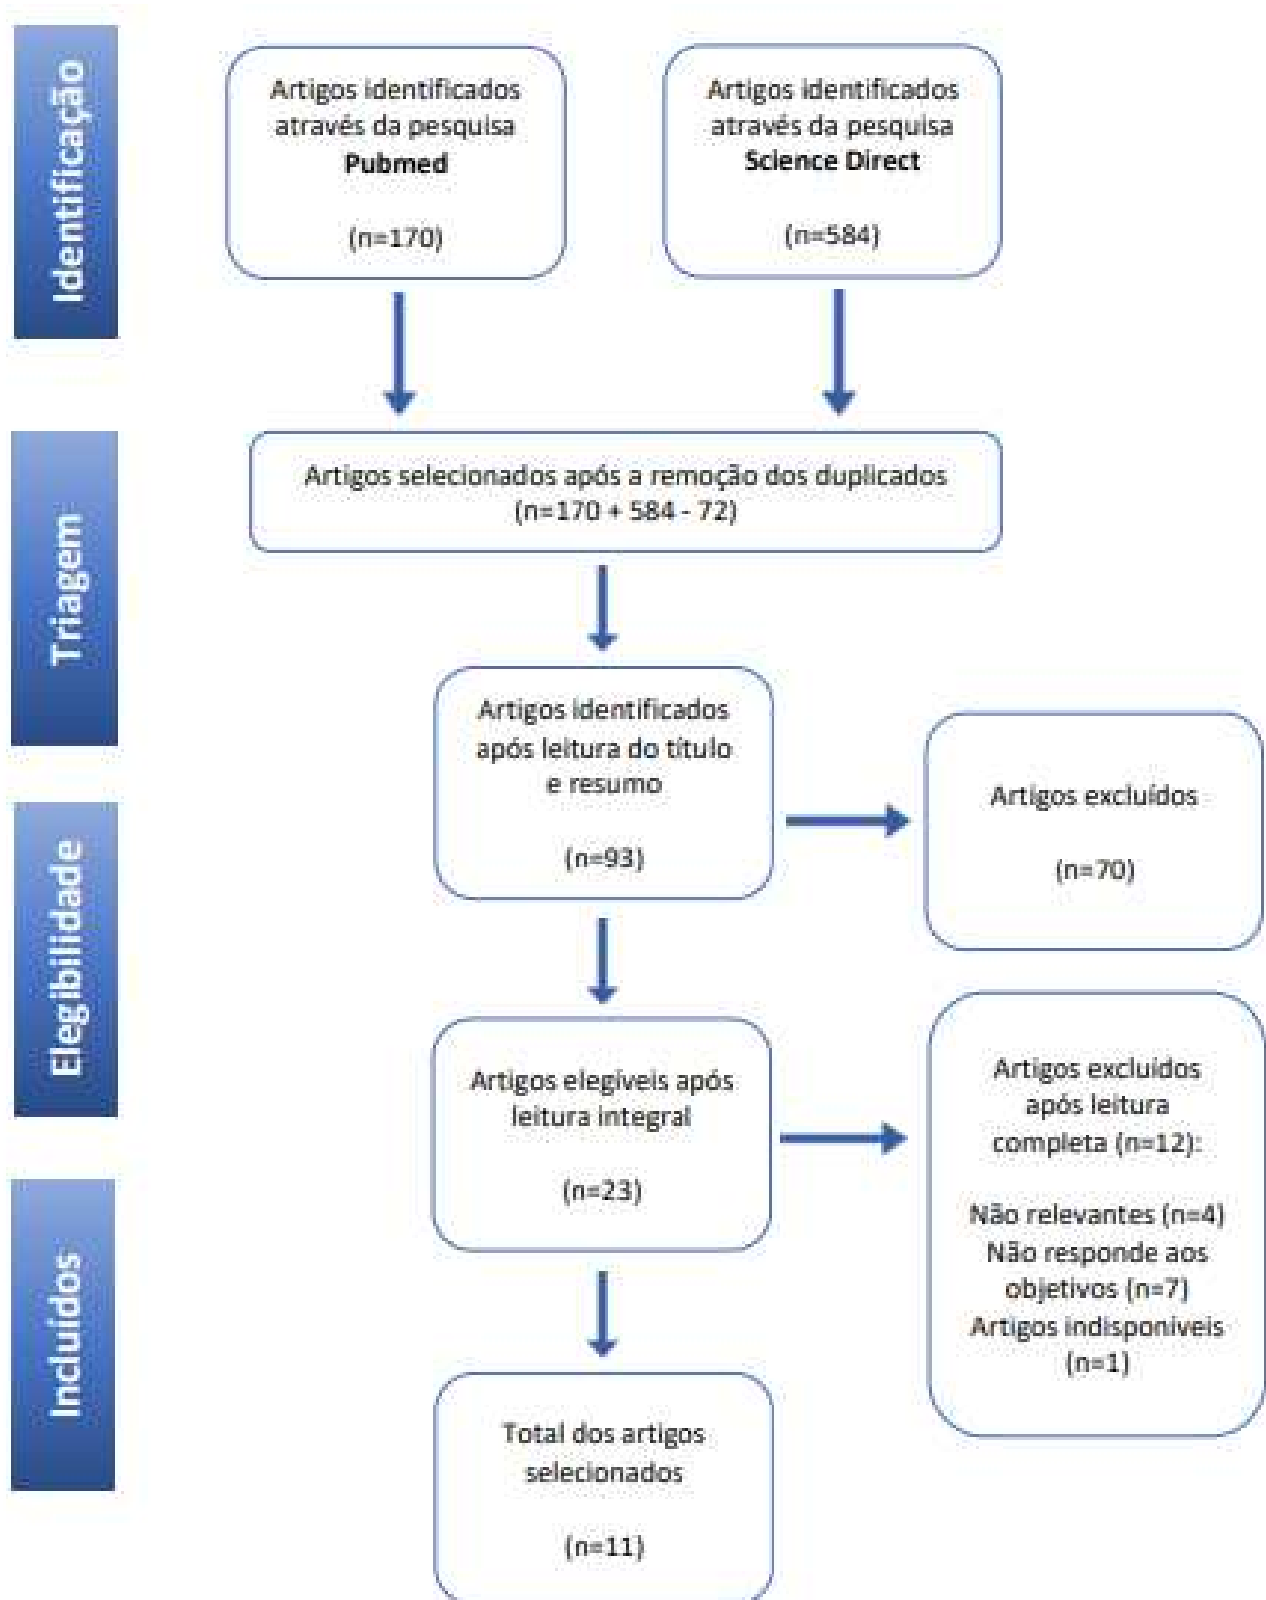 Identificação
Artigos identificados
através da pesquisa
Pubmed
(n=170)
Artigos identificados
através da pesquisa
Science Direct
(n=584)
Triagem
Artigos selecionados após a remoção dos duplicados
(n=170 + 584 - 72)
Artigos identificados
após leitura do título
e resumo
(n=93)
Artigos excluídos
(n=70)
Elegibilidade
Artigos elegíveis após
leitura integral
(n=23)
Artigos excluídos
após leitura
completa (n=12):
Não relevantes (n=4)
Não responde aos
objetivos (n=7)
Artigos indisponíveis
(n=1)
Incluídos
Total dos artigos
selecionados
(n=11)